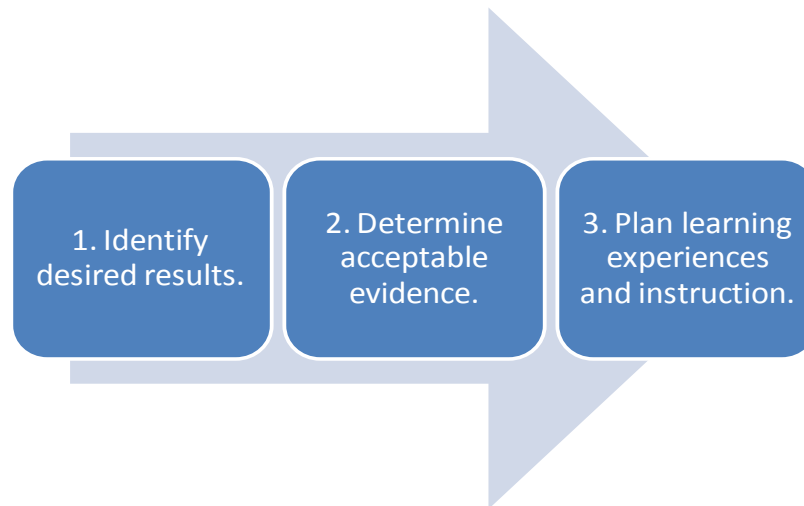 1. Identify
desired results.
2. Determine
acceptable
evidence.
3. Plan learning
experiences
and instruction.